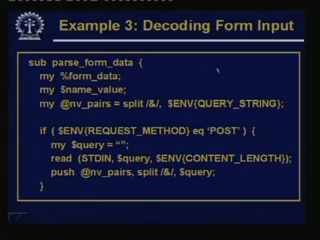 Example 3: Decoding Form Input
sub parse_form_data {
my %form_data;
my $name_value;
my @nv_pairs = split /&/, $ENV{QUERY_STRING};
if ( $ENV{REQUEST_METHOD} eq ‘POST’ ) {
my $query = “”;
read (STDIN, $query, $ENV{CONTENT_LENGTH});
push @nv_pairs, split /&/, $query;
}